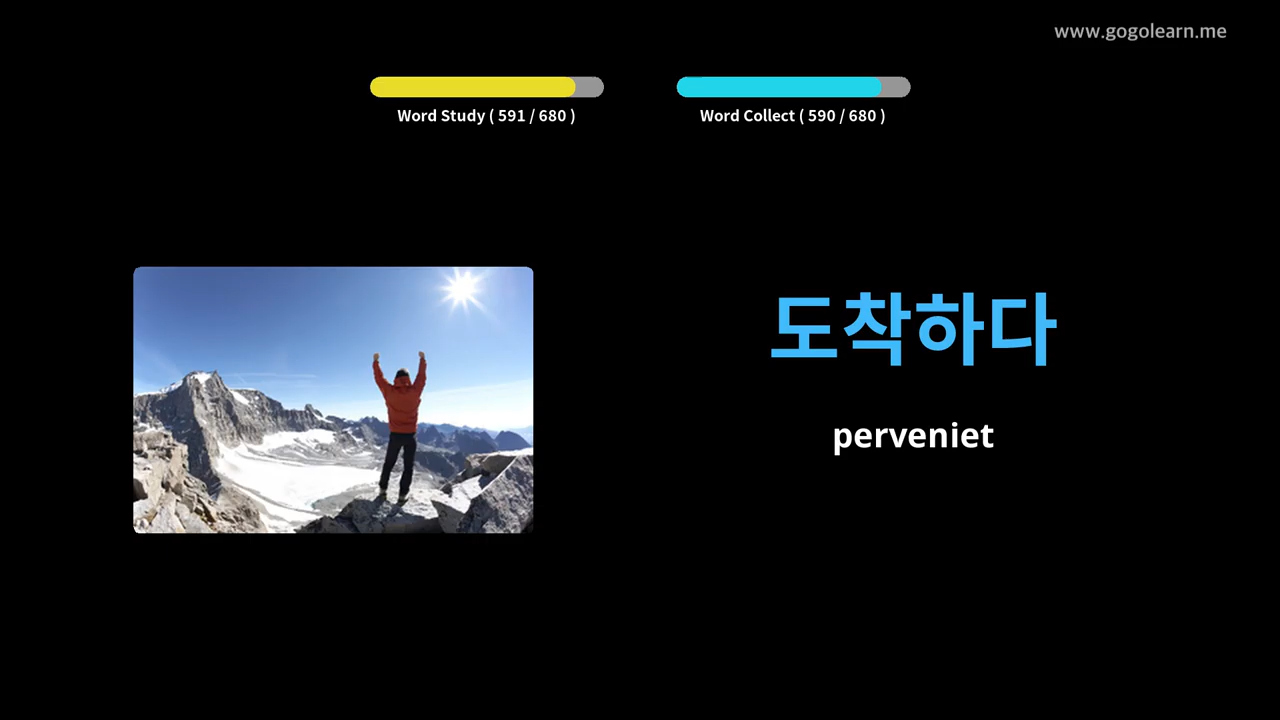 www.gogolearn.me
Word Study ( 591 / 680 )
Word Collect ( 590 / 680 )
도착하다
perveniet